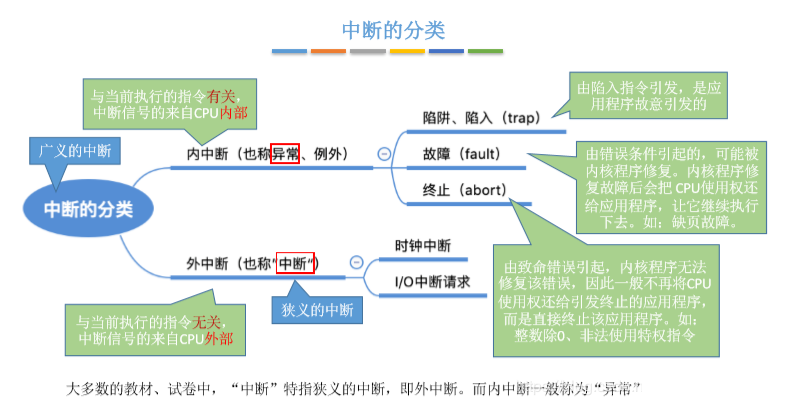 中断的分类
与当前执行的指令有关，
中断信号的来自CPU内部
由陷入指令引发，是应
用程序故意引发的
陷阱、陷入（trap）
广义的中断
内中断（也称异常、例外）
故障（fault）
由错误条件引起的，可能被
内核程序修复。内核程序修
复故障后会把 CPU使用权还
给应用程序，让它继续执行
下去。如：缺页故障。
终止（abort）
中断的分类
时钟中断
外中断（也称“中断”）
I/O中断请求
由致命错误引起，内核程序无法
修复该错误，因此一般不再将CPU
使用权还给引发终止的应用程序，
而是直接终止该应用程序。如：
整数除0、非法使用特权指令
狭义的中断
与当前执行的指令无关，
中断信号的来自CPU外部
大多数的教材、试卷中，“中断”特指狭义的中断，即外中断。而内中断一般称为“异常”